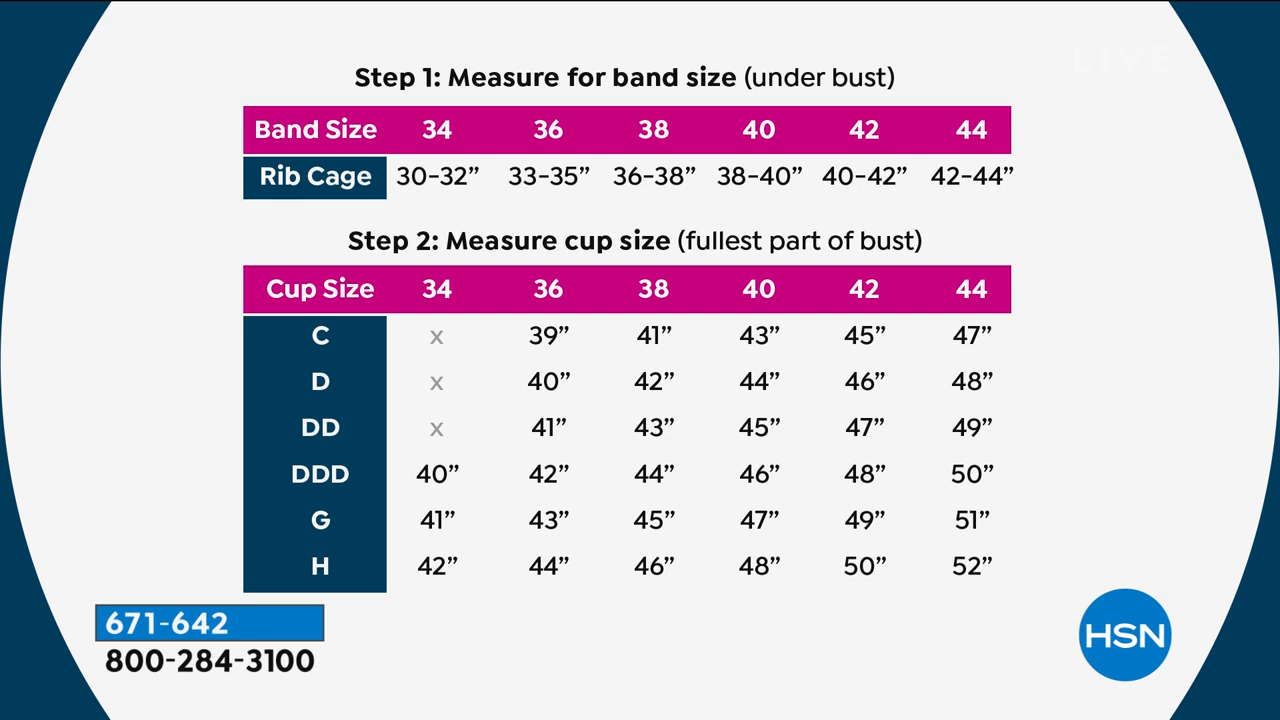 LIVE
Step 1: Measure for band size (under bust)
Band Size 34 36 38 40 42 44
Rib Cage 30-32” 33-35” 36-38” 38-40” 40-42” 42-44”
Step 2: Measure cup size (fullest part of bust)
Cup Size 34 36 38 40 42 44
C x 39” 41” 43” 45” 47”
D x 40” 42” 44” 46” 48”
DD x 41” 43” 45” 47” 49”
DDD 40” 42” 44” 46” 48” 50”
G 41” 43” 45” 47” 49” 51”
H 42” 44” 46” 48” 50” 52”
671-642
800-284-3100
HSN